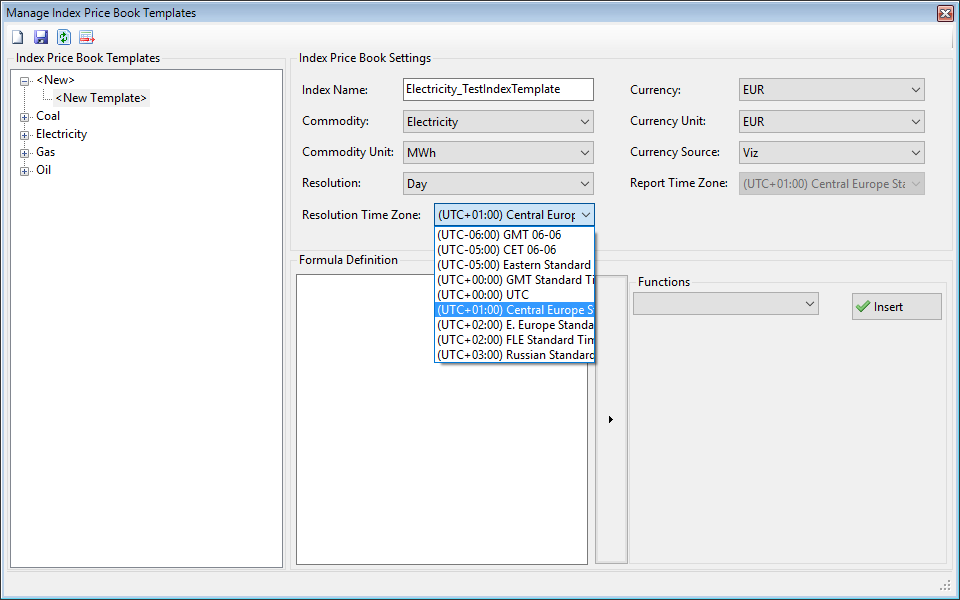 Manage Index Price Book Templates
Index Price Book Templates
<New>
<New Template>
Coal
Electricity
Gas
Oil
Index Price Book Settings
Index Name: Electricity_TestIndexTemplate
Currency: EUR
Commodity: Electricity
Currency Unit: EUR
Commodity Unit: MWh
Currency Source: Viz
Resolution: Day
Report Time Zone: (UTC+01:00) Central Europe Sta
Resolution Time Zone: (UTC+01:00) Central Europ
(UTC-06:00) GMT 06-06
(UTC-05:00) CET 06-06
(UTC-05:00) Eastern Standard
(UTC+00:00) GMT Standard Ti
(UTC+00:00) UTC
(UTC+01:00) Central Europe S
(UTC+02:00) E. Europe Standa
(UTC+02:00) FLE Standard Tim
(UTC+03:00) Russian Standard
Formula Definition
Functions
Insert